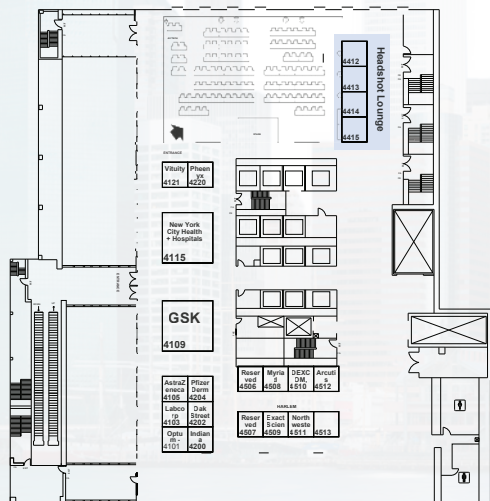 4412
4413
4414
4415
Headshot Lounge
ENTRANCE
Vituity
4121
Pheen
yx
4220
New York
City Health
+ Hospitals
4115
GSK
4109
AstraZ
eneca
4105
Pfizer
Derm
4204
Labco
rp
4103
Oak
Street
4202
Optu
m -
4101
Indian
a
4200
Reser
ved
4506
Myria
d
4508
DEXC
OM,
4510
Arcuti
s
4512
HARLEM
Reser
ved
4507
Exact
Scien
4509
North
weste
4511
4513